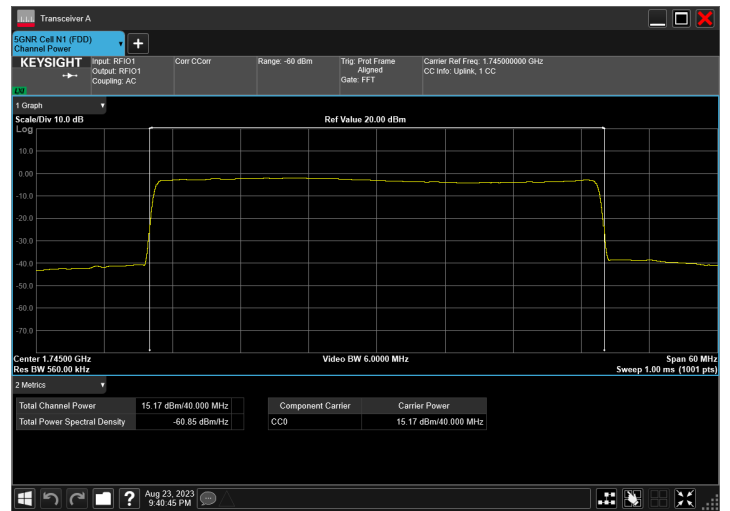 Transceiver A
5GNR Cell N1 (FDD)
Channel Power
KEYSIGHT
Input: RFIO1
Output: RFIO1
Coupling: AC
Corr CCorr
Range: -60 dBm
Trig: Prot Frame
Aligned
Gate: FFT
Carrier Ref Freq: 1.745000000 GHz
CC Info: Uplink, 1 CC
1 Graph
Scale/Div 10.0 dB
Ref Value 20.00 dBm
Log
10.0
0.00
-10.0
-20.0
-30.0
-40.0
-50.0
-60.0
-70.0
Center 1.74500 GHz
Video BW 6.0000 MHz
Span 60 MHz
Res BW 560.00 kHz
Sweep 1.00 ms (1001 pts)
2 Metrics
Total Channel Power 15.17 dBm/40.000 MHz
Total Power Spectral Density -60.85 dBm/Hz
Component Carrier Carrier Power
CC0 15.17 dBm/40.000 MHz
?
Aug 23, 2023
9:40:45 PM